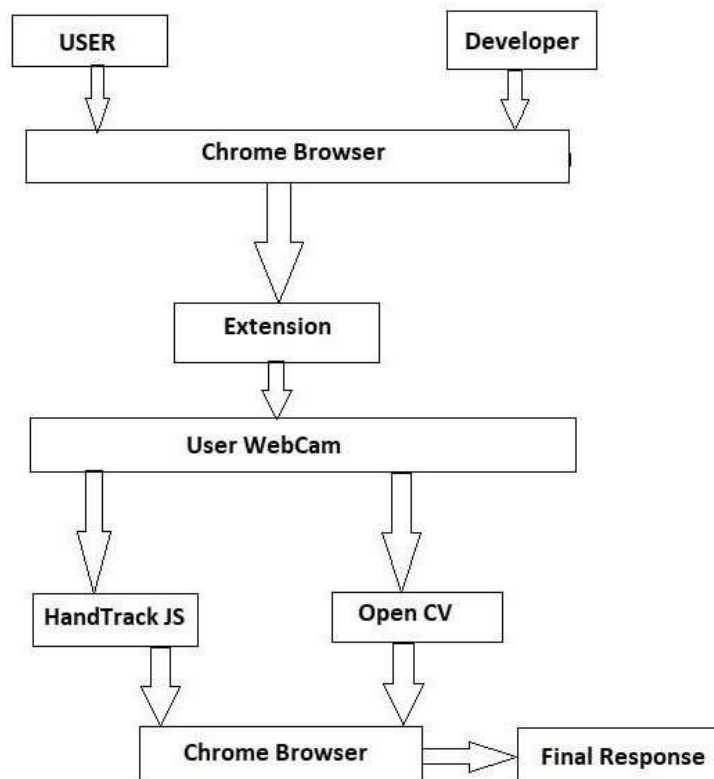 USER
Developer
Chrome Browser
Extension
User WebCam
HandTrack JS
Open CV
Chrome Browser
Final Response